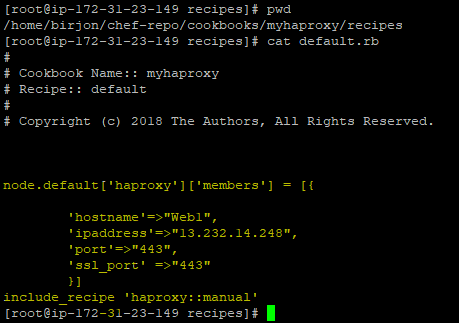 [root@ip-172-31-23-149 recipes]# pwd
/home/birjon/chef-repo/cookbooks/myhaproxy/recipes
[root@ip-172-31-23-149 recipes]# cat default.rb
#
# Cookbook Name:: myhaproxy
# Recipe:: default
#
# Copyright (c) 2018 The Authors, All Rights Reserved.
node.default['haproxy']['members'] = [{
'hostname'=>"Web1",
'ipaddress'=>"13.232.14.248",
'port'=>"443",
'ssl_port' =>"443"
}]
include_recipe 'haproxy::manual'
[root@ip-172-31-23-149 recipes]#